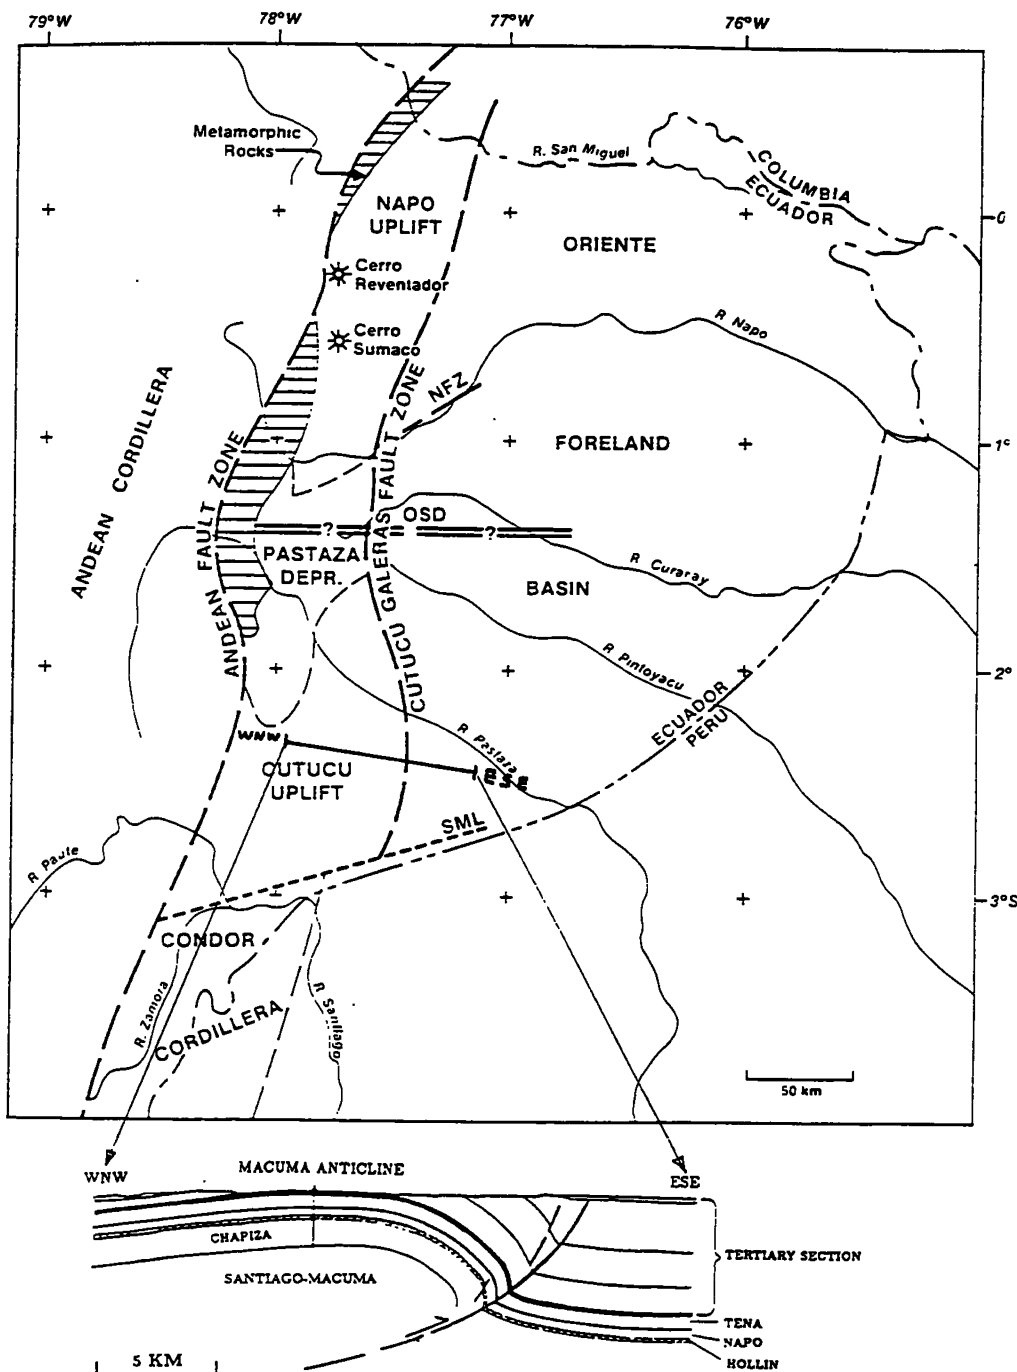 79°W 78°W 77°W 76°W
Metamorphic
Rocks
R. San Miguel
COLUMBIA
ECUADOR
NAPO
UPLIFT
ORIENTE
Cerro
Reventador
Cerro
Sumaco
R Napo
NFZ
ANDEAN CORDILLERA
FORELAND
1°
ANDEAN FAULT ZONE
CUTUCU GALERAS FAULT ZONE
OSD
? ?
PASTAZA
DEPR.
R Curaray
BASIN
R Pintoyacu
2°
ECUADOR
PERU
WNW
R Pastaza
ESE
CUTUCU
UPLIFT
SML
R Paute
3°S
CONDOR
R. Zamora
CORDILLERA
R Santiago
50 km
WNW
MACUMA ANTICLINE
ESE
CHAPIZA
SANTIAGO-MACUMA
TERTIARY SECTION
TENA
NAPO
HOLLIN
5 KM